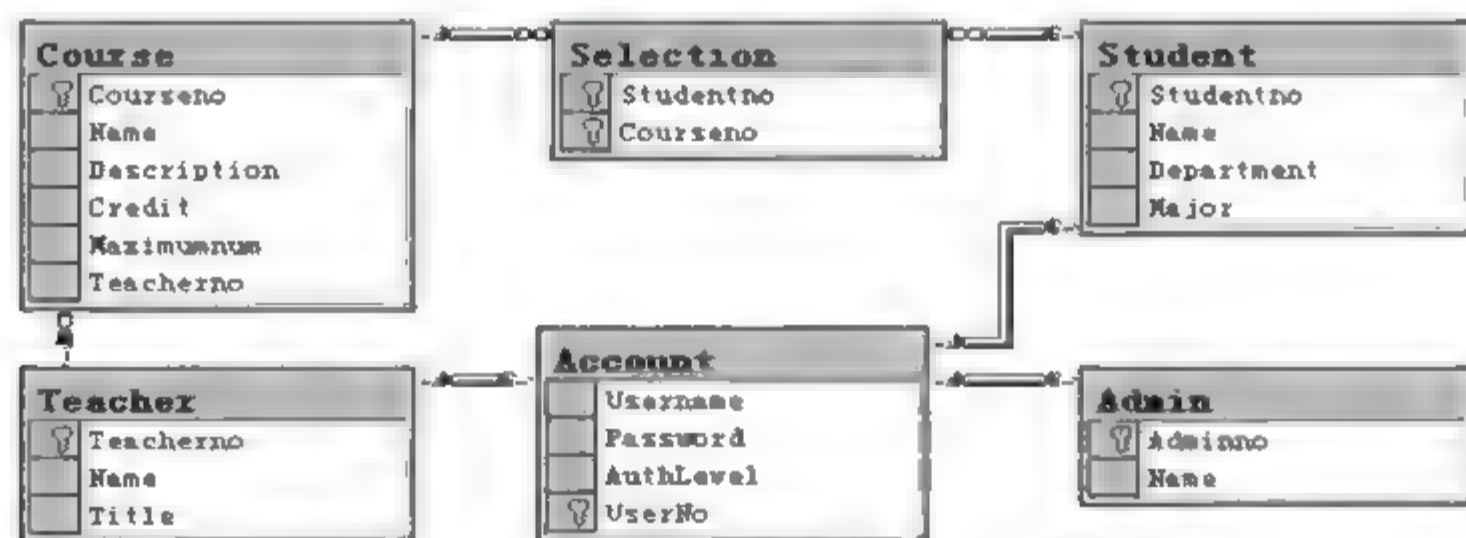 Course
Courseno
Name
Description
Credit
Maximumnum
Teacherno
Selection
Studentno
Courseno
Student
Studentno
Name
Department
Major
Teacher
Teacherno
Name
Title
Account
Username
Password
AuthLevel
UserNo
Admin
Adminno
Name